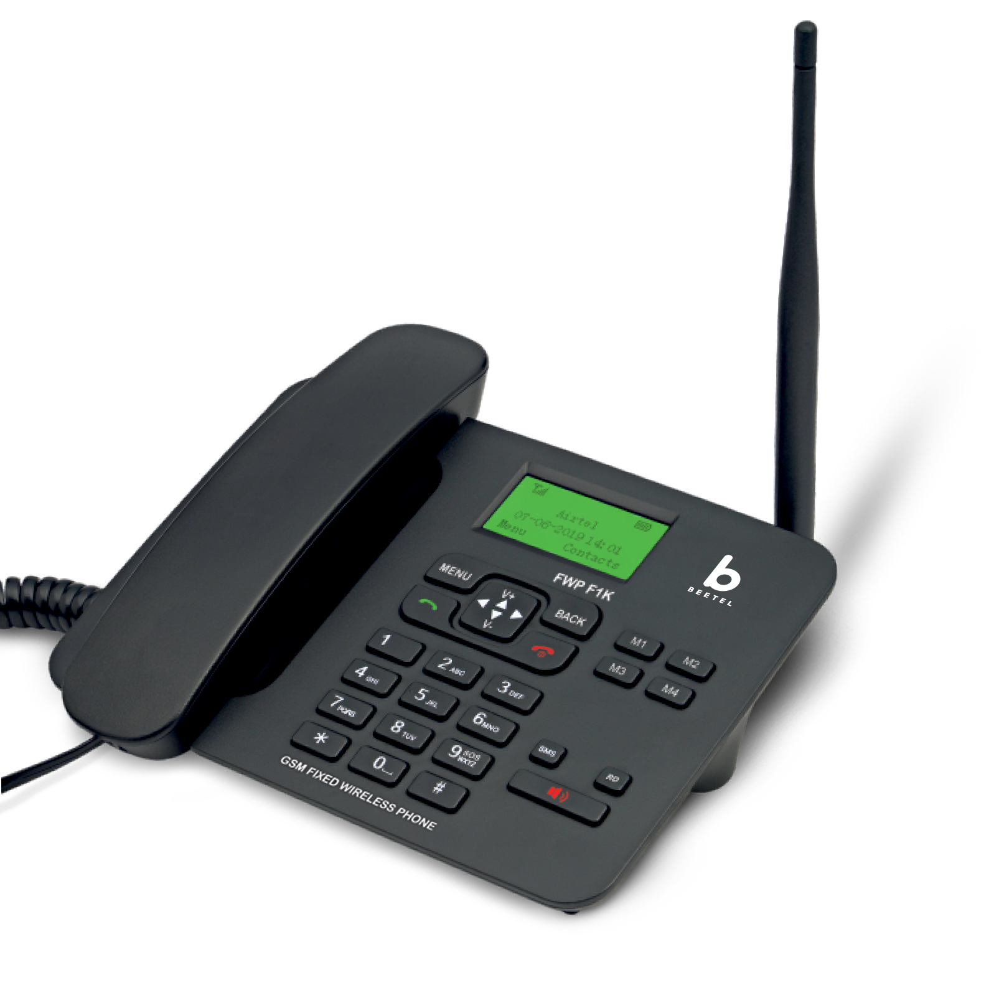 Airtel
07-06-2019 14:01
Menu
Contacts
FWP F1K
b
BEETEL
MENU
V+
V-
BACK
M1
M2
M3
M4
1
2 ABC
3 DEF
4 GHI
5 JKL
6 MNO
7 PQRS
8 TUV
9 WXYZ
SOS
*
0
#
SMS
RD
GSM FIXED WIRELESS PHONE